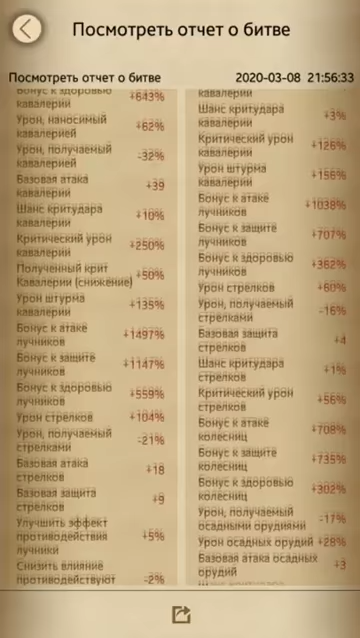 Посмотреть отчет о битве
Посмотреть отчет о битве 2020-03-08 21:56:33
Бонус к здоровью
кавалерии +643%
Урон, наносимый
кавалерией +62%
Урон, получаемый
кавалерией -32%
Базовая атака
кавалерии +39
Шанс критудара
кавалерии +10%
Критический урон
кавалерии +250%
Полученный крит
Кавалерии (снижение) +50%
Урон штурма
кавалерии +135%
Бонус к атаке
лучников +1497%
Бонус к защите
лучников +1147%
Бонус к здоровью
лучников +559%
Урон стрелков +104%
Урон, получаемый
стрелками -21%
Базовая атака
стрелков +18
Базовая защита
стрелков +9
Улучшить эффект
противодействия +5%
лучники
Снизить влияние
противодействуют -2%
кавалерии
Шанс критудара
кавалерии +3%
Критический урон
кавалерии +126%
Урон штурма
кавалерии +156%
Бонус к атаке
лучников +1038%
Бонус к защите
лучников +707%
Бонус к здоровью
лучников +362%
Урон стрелков +60%
Урон, получаемый
стрелками -16%
Базовая защита
стрелков +4
Шанс критудара
стрелков +1%
Критический урон
стрелков +56%
Бонус к атаке
колесниц +708%
Бонус к защите
колесниц +735%
Бонус к здоровью
колесниц +302%
Урон, получаемый
осадными орудиями -17%
Урон осадных орудий +28%
Базовая атака осадных
орудий +3